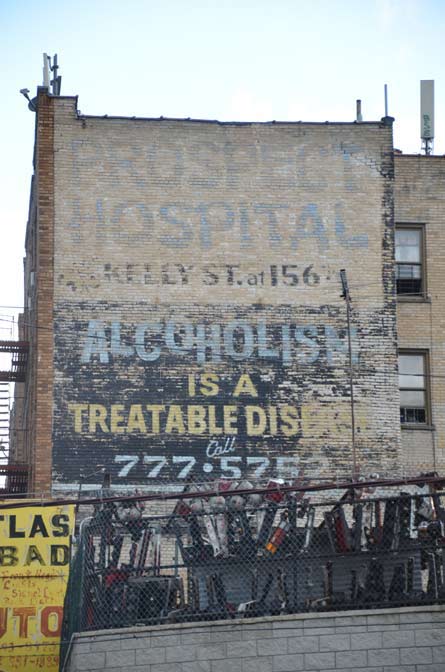 PROSPECT
HOSPITAL
KELLY ST. at 156
ALCOHOLISM
IS A
TREATABLE DISEASE
Call
777·575
TLAS
BAD
UTO